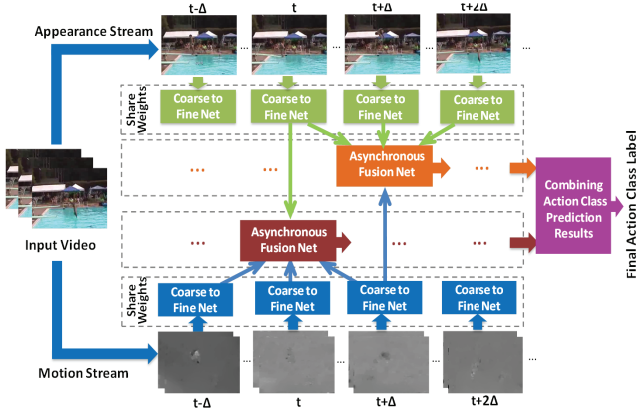 t-Δ t t+Δ t+2Δ
Appearance Stream
... ... ... ...
Share Weights
Coarse to Fine Net
Coarse to Fine Net
Coarse to Fine Net
Coarse to Fine Net
... ...
Asynchronous Fusion Net
...
Input Video
...
Asynchronous Fusion Net
... ...
Combining Action Class Prediction Results
Final Action Class Label
Share Weights
Coarse to Fine Net
Coarse to Fine Net
Coarse to Fine Net
Coarse to Fine Net
... ... ... ...
Motion Stream
t-Δ t t+Δ t+2Δ